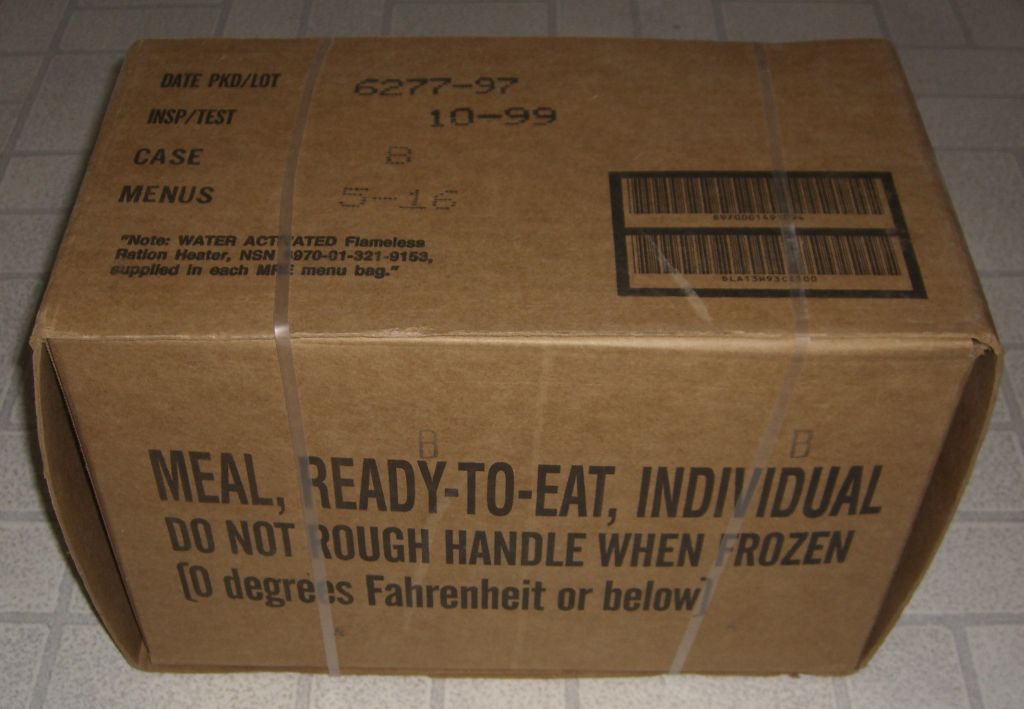 DATE PKD/LOT 6277-97
INSP/TEST 10-99
CASE B
MENUS 5-16
"Note: WATER ACTIVATED Flameless
Ration Heater, NSN 8970-01-321-9153,
supplied in each MRE menu bag."
B B
MEAL, READY-TO-EAT, INDIVIDUAL
DO NOT ROUGH HANDLE WHEN FROZEN
(0 degrees Fahrenheit or below)